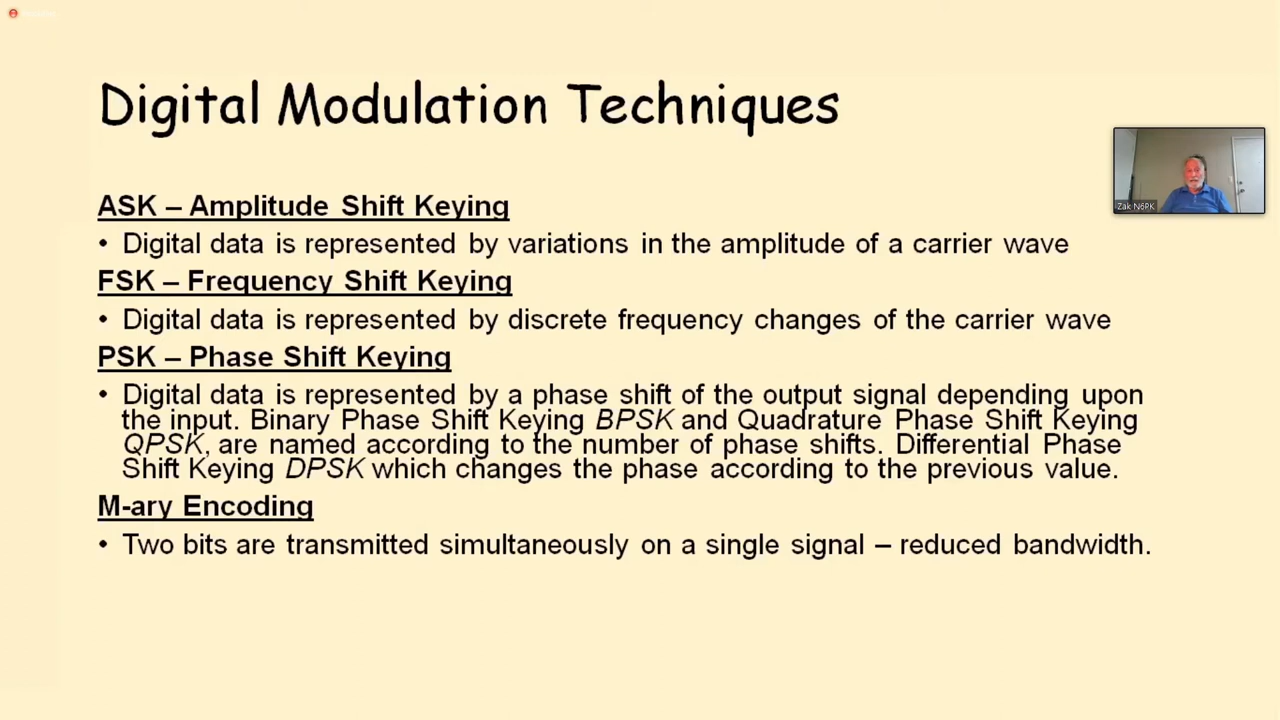 Digital Modulation Techniques
ASK – Amplitude Shift Keying
• Digital data is represented by variations in the amplitude of a carrier wave
FSK – Frequency Shift Keying
• Digital data is represented by discrete frequency changes of the carrier wave
PSK – Phase Shift Keying
• Digital data is represented by a phase shift of the output signal depending upon
the input. Binary Phase Shift Keying BPSK and Quadrature Phase Shift Keying
QPSK, are named according to the number of phase shifts. Differential Phase
Shift Keying DPSK which changes the phase according to the previous value.
M-ary Encoding
• Two bits are transmitted simultaneously on a single signal – reduced bandwidth.
Zak N6PK